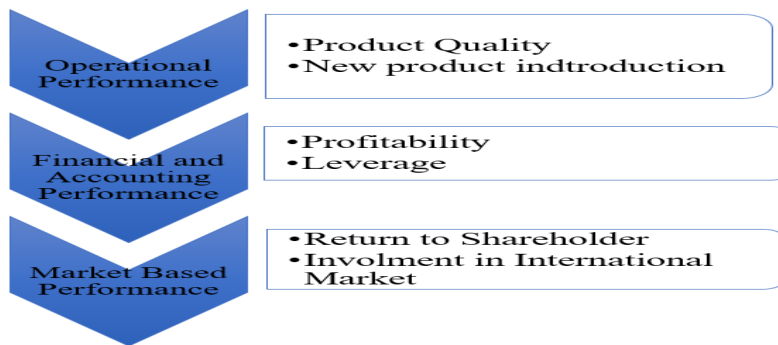 Operational
Performance
•Product Quality
•New product indtroduction
Financial and
Accounting
Performance
•Profitability
•Leverage
Market Based
Performance
•Return to Shareholder
•Involment in International
Market